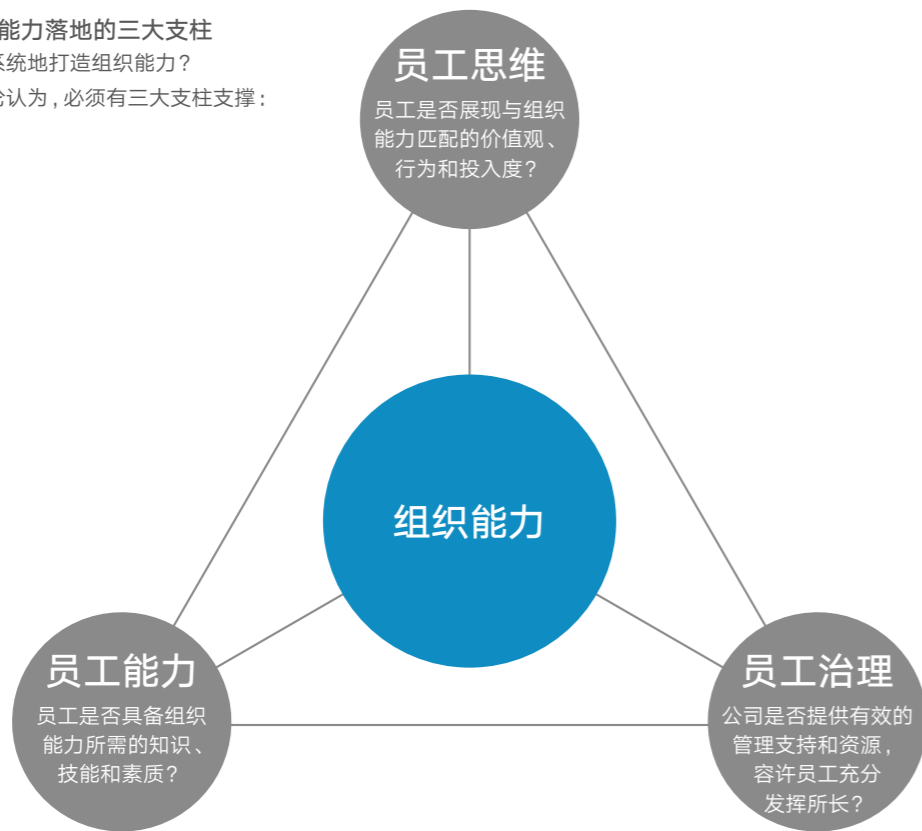 能力落地的三大支柱
系统地打造组织能力？
认为，必须有三大支柱支撑：
员工思维
员工是否展现与组织
能力匹配的价值观、
行为和投入度？
组织能力
员工能力
员工是否具备组织
能力所需的知识、
技能和素质？
员工治理
公司是否提供有效的
管理支持和资源，
容许员工充分
发挥所长？